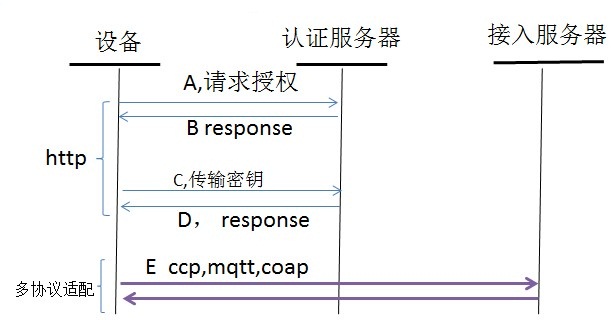 设备
认证服务器
接入服务器
A,请求授权
B response
http
C,传输密钥
D， response
E ccp,mqtt,coap
多协议适配